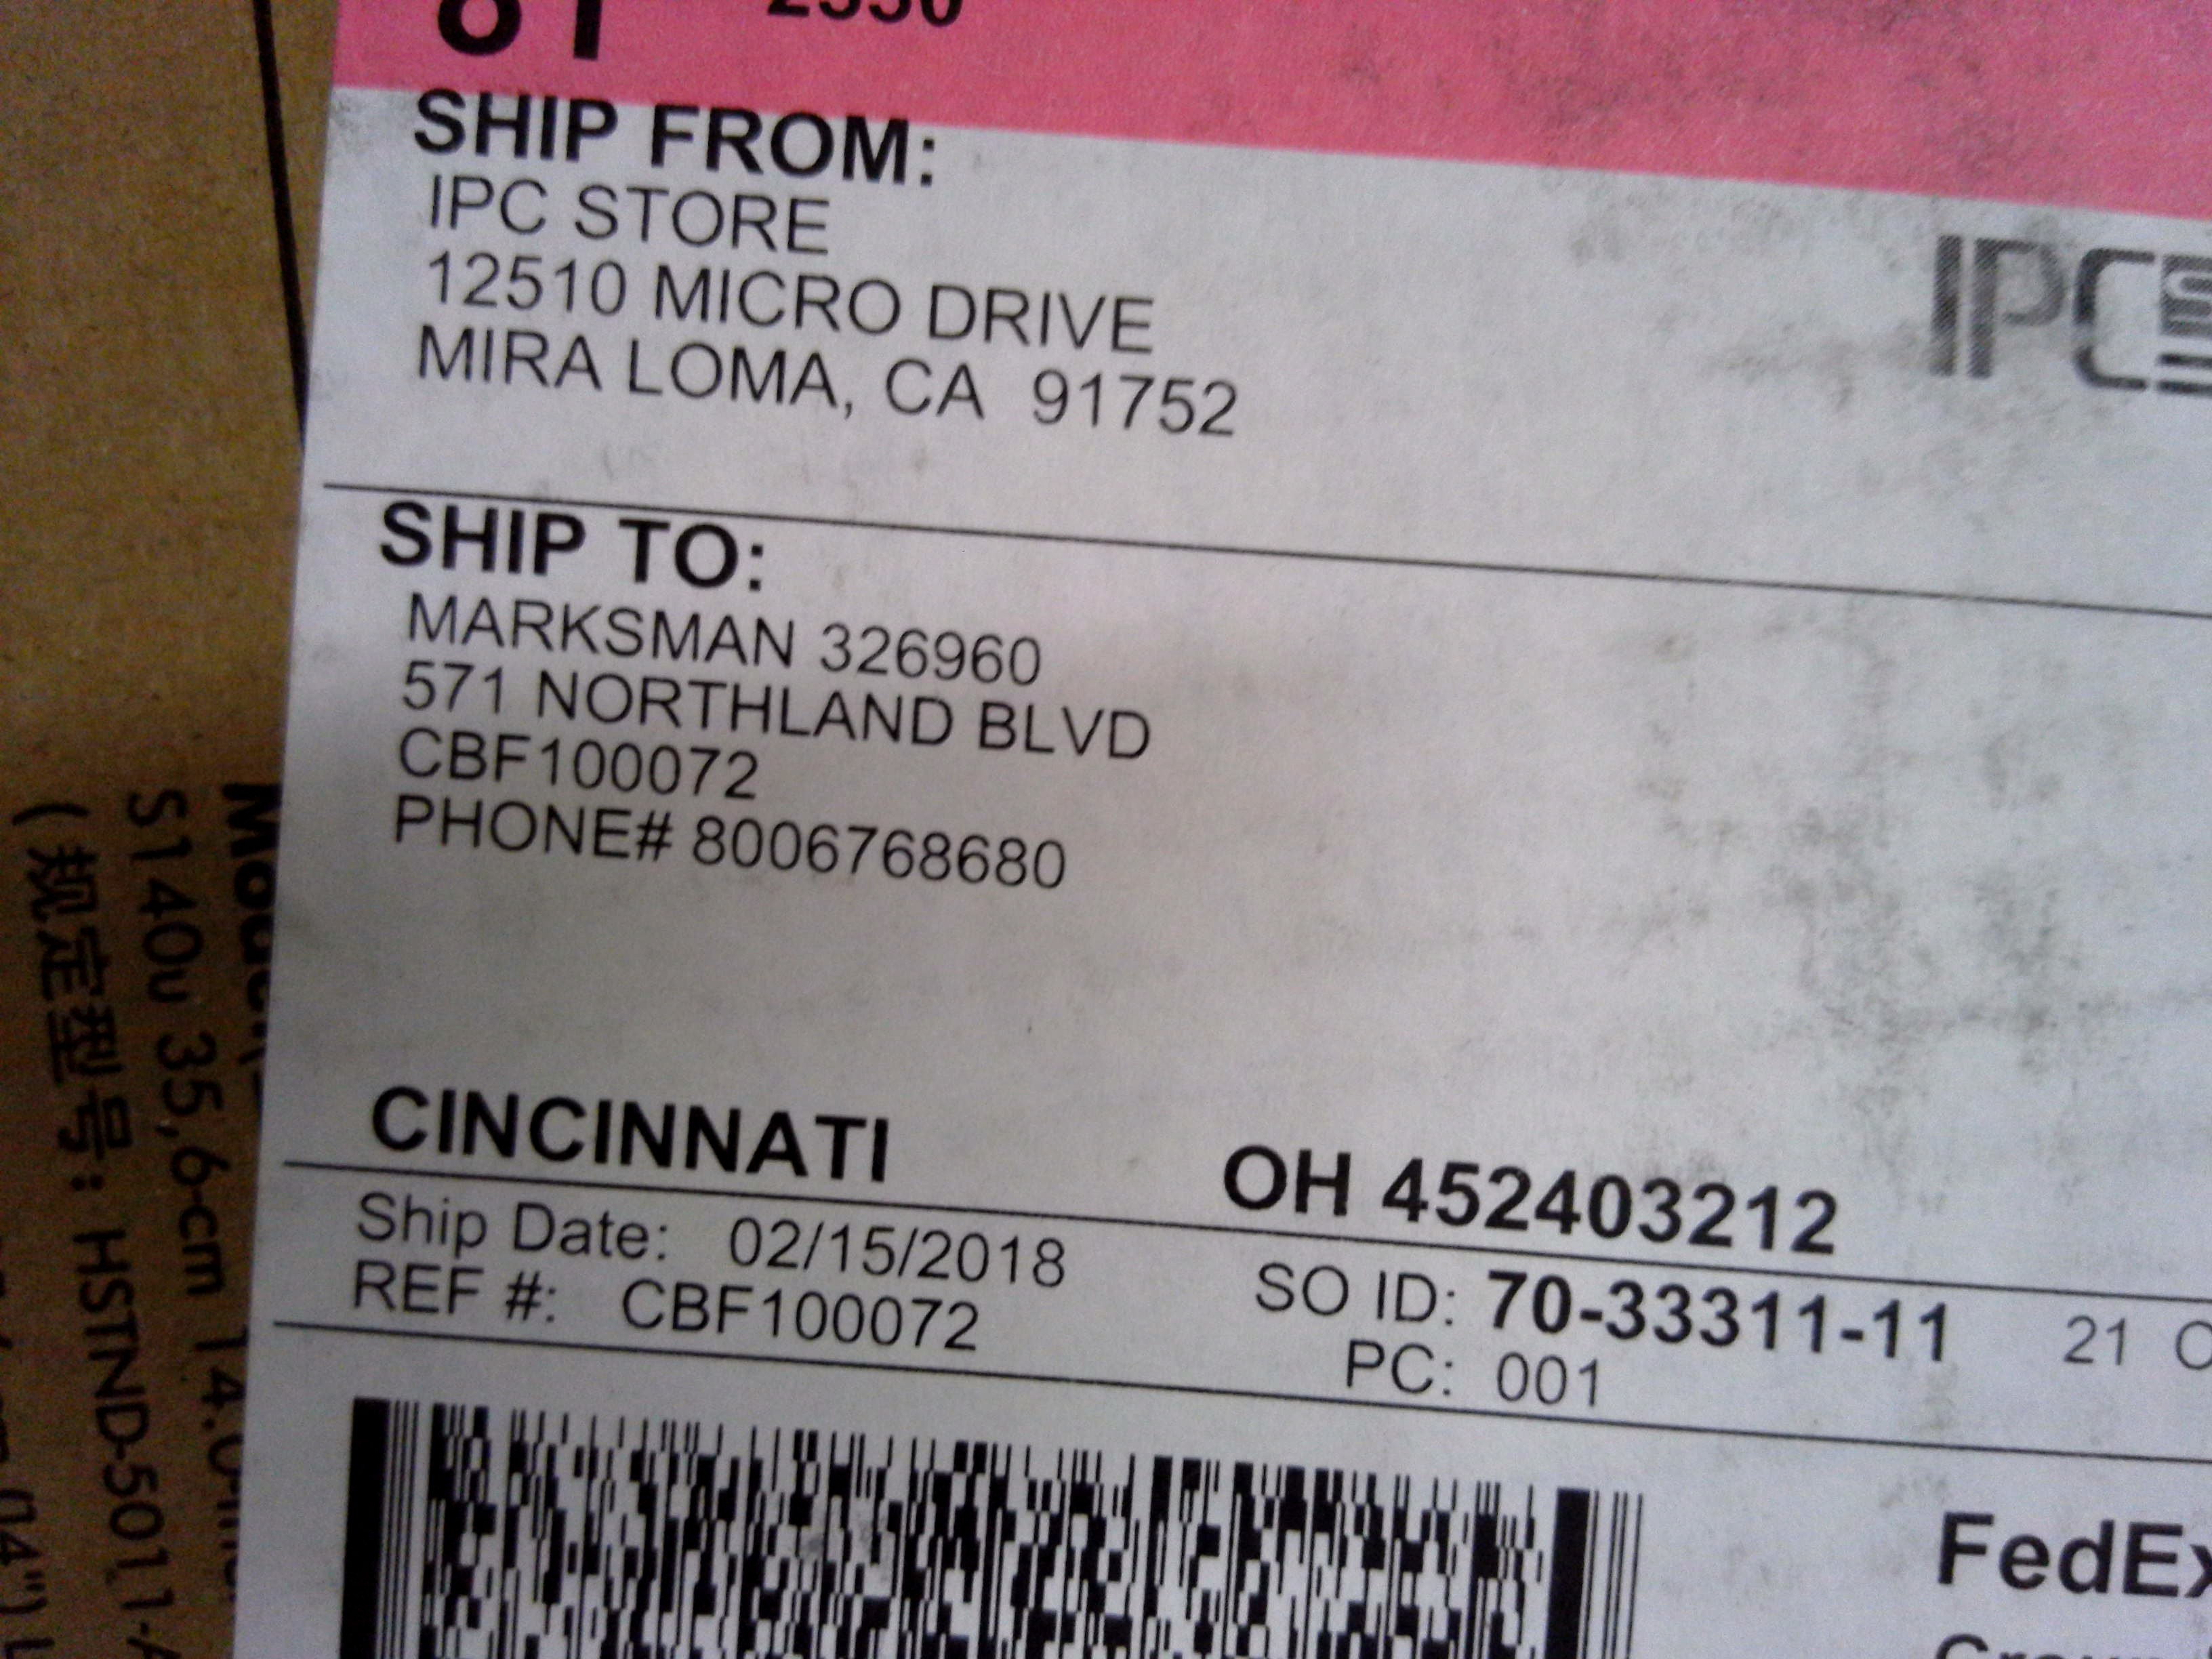 SHIP FROM:
IPC STORE
12510 MICRO DRIVE
MIRA LOMA, CA 91752
IPC
SHIP TO:
MARKSMAN 326960
571 NORTHLAND BLVD
CBF100072
PHONE# 8006768680
CINCINNATI OH 452403212
Ship Date: 02/15/2018
REF #: CBF100072
SO ID: 70-33311-11 21
PC: 001
FedEx
S140u 35,6-cm
(规定型号: HSTND-5011-A